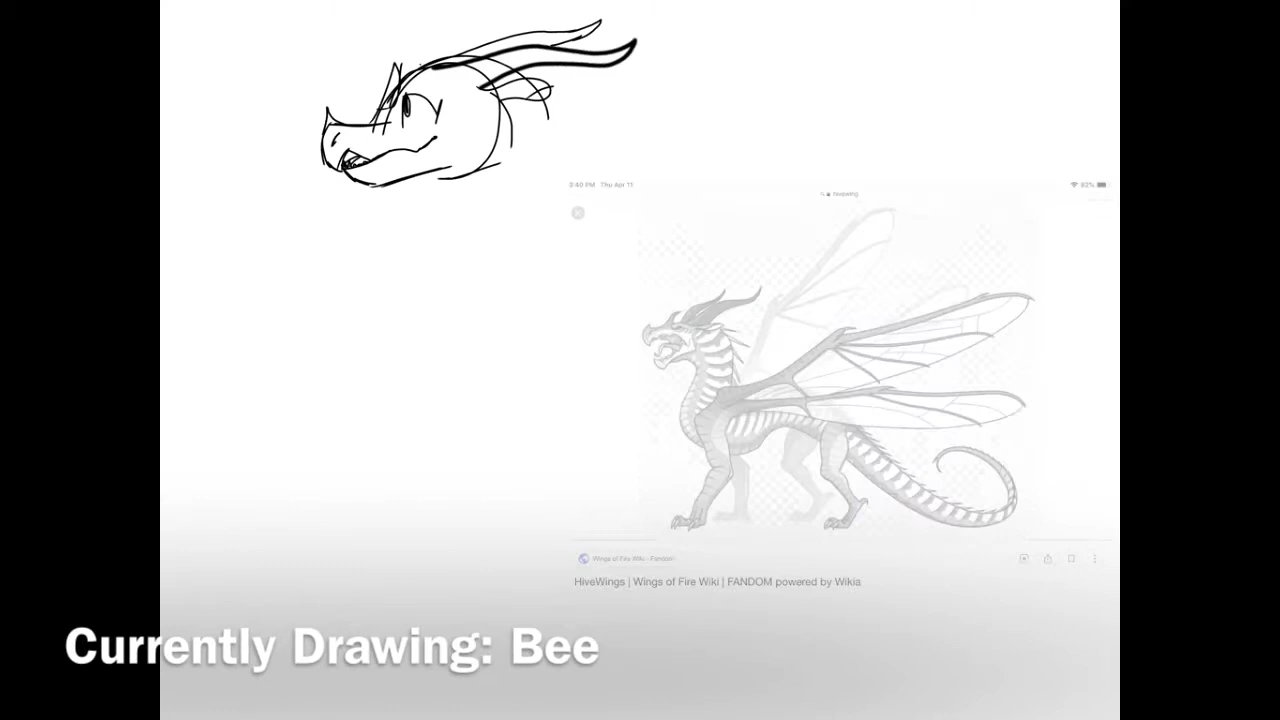 3:40 PM Thu Apr 11
92%
hivewing
Wings of Fire Wiki - Fandom
HiveWings | Wings of Fire Wiki | FANDOM powered by Wikia
Currently Drawing: Bee